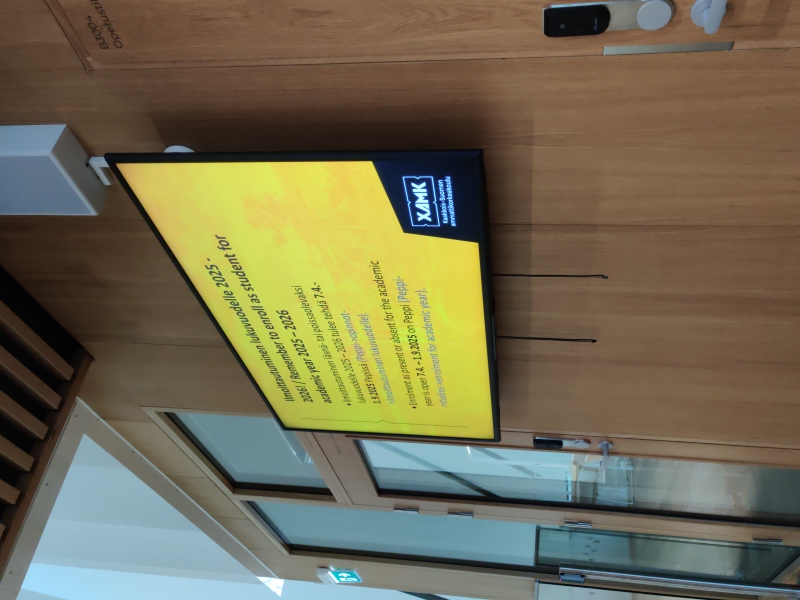 B3004
Opetustil
Ilmoittautuminen lukuvuodelle 2025 -
2026! / Remember to enroll as student for
academic year 2025 – 2026
•Ilmoittautuminen läsnä- tai poissaolevaksi
lukuvuodelle 2025 – 2026 tulee tehdä 7.4.-
1.9.2025 Pepissä (Peppi->opinnot-
>ilmoittautuminen lukuvuodelle).
•Enrolment as present or absent for the academic
year is open 7.4. – 1.9.2025 on Peppi (Peppi-
>studies->enrolment for academic year).
XAMK
Kaakkois-Suomen
ammattikorkeakoulu